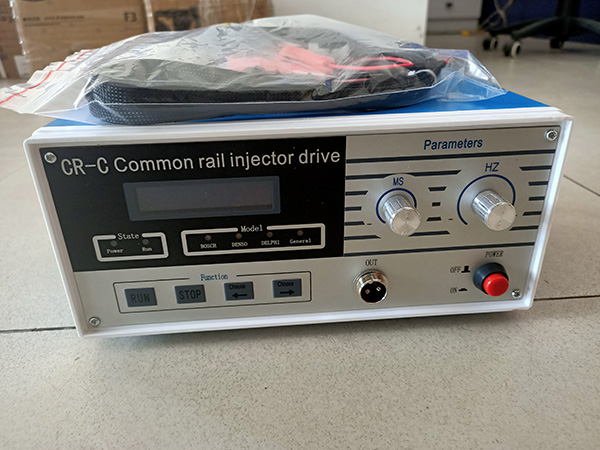 F3
CR-C Common rail injector drive
Parameters
MS
HZ
State
Power
Run
Model
BOSCH
DENSO
DELPHI
General
Function
RUN
STOP
Choose
←
Choose
→
OUT
POWER
OFF
ON